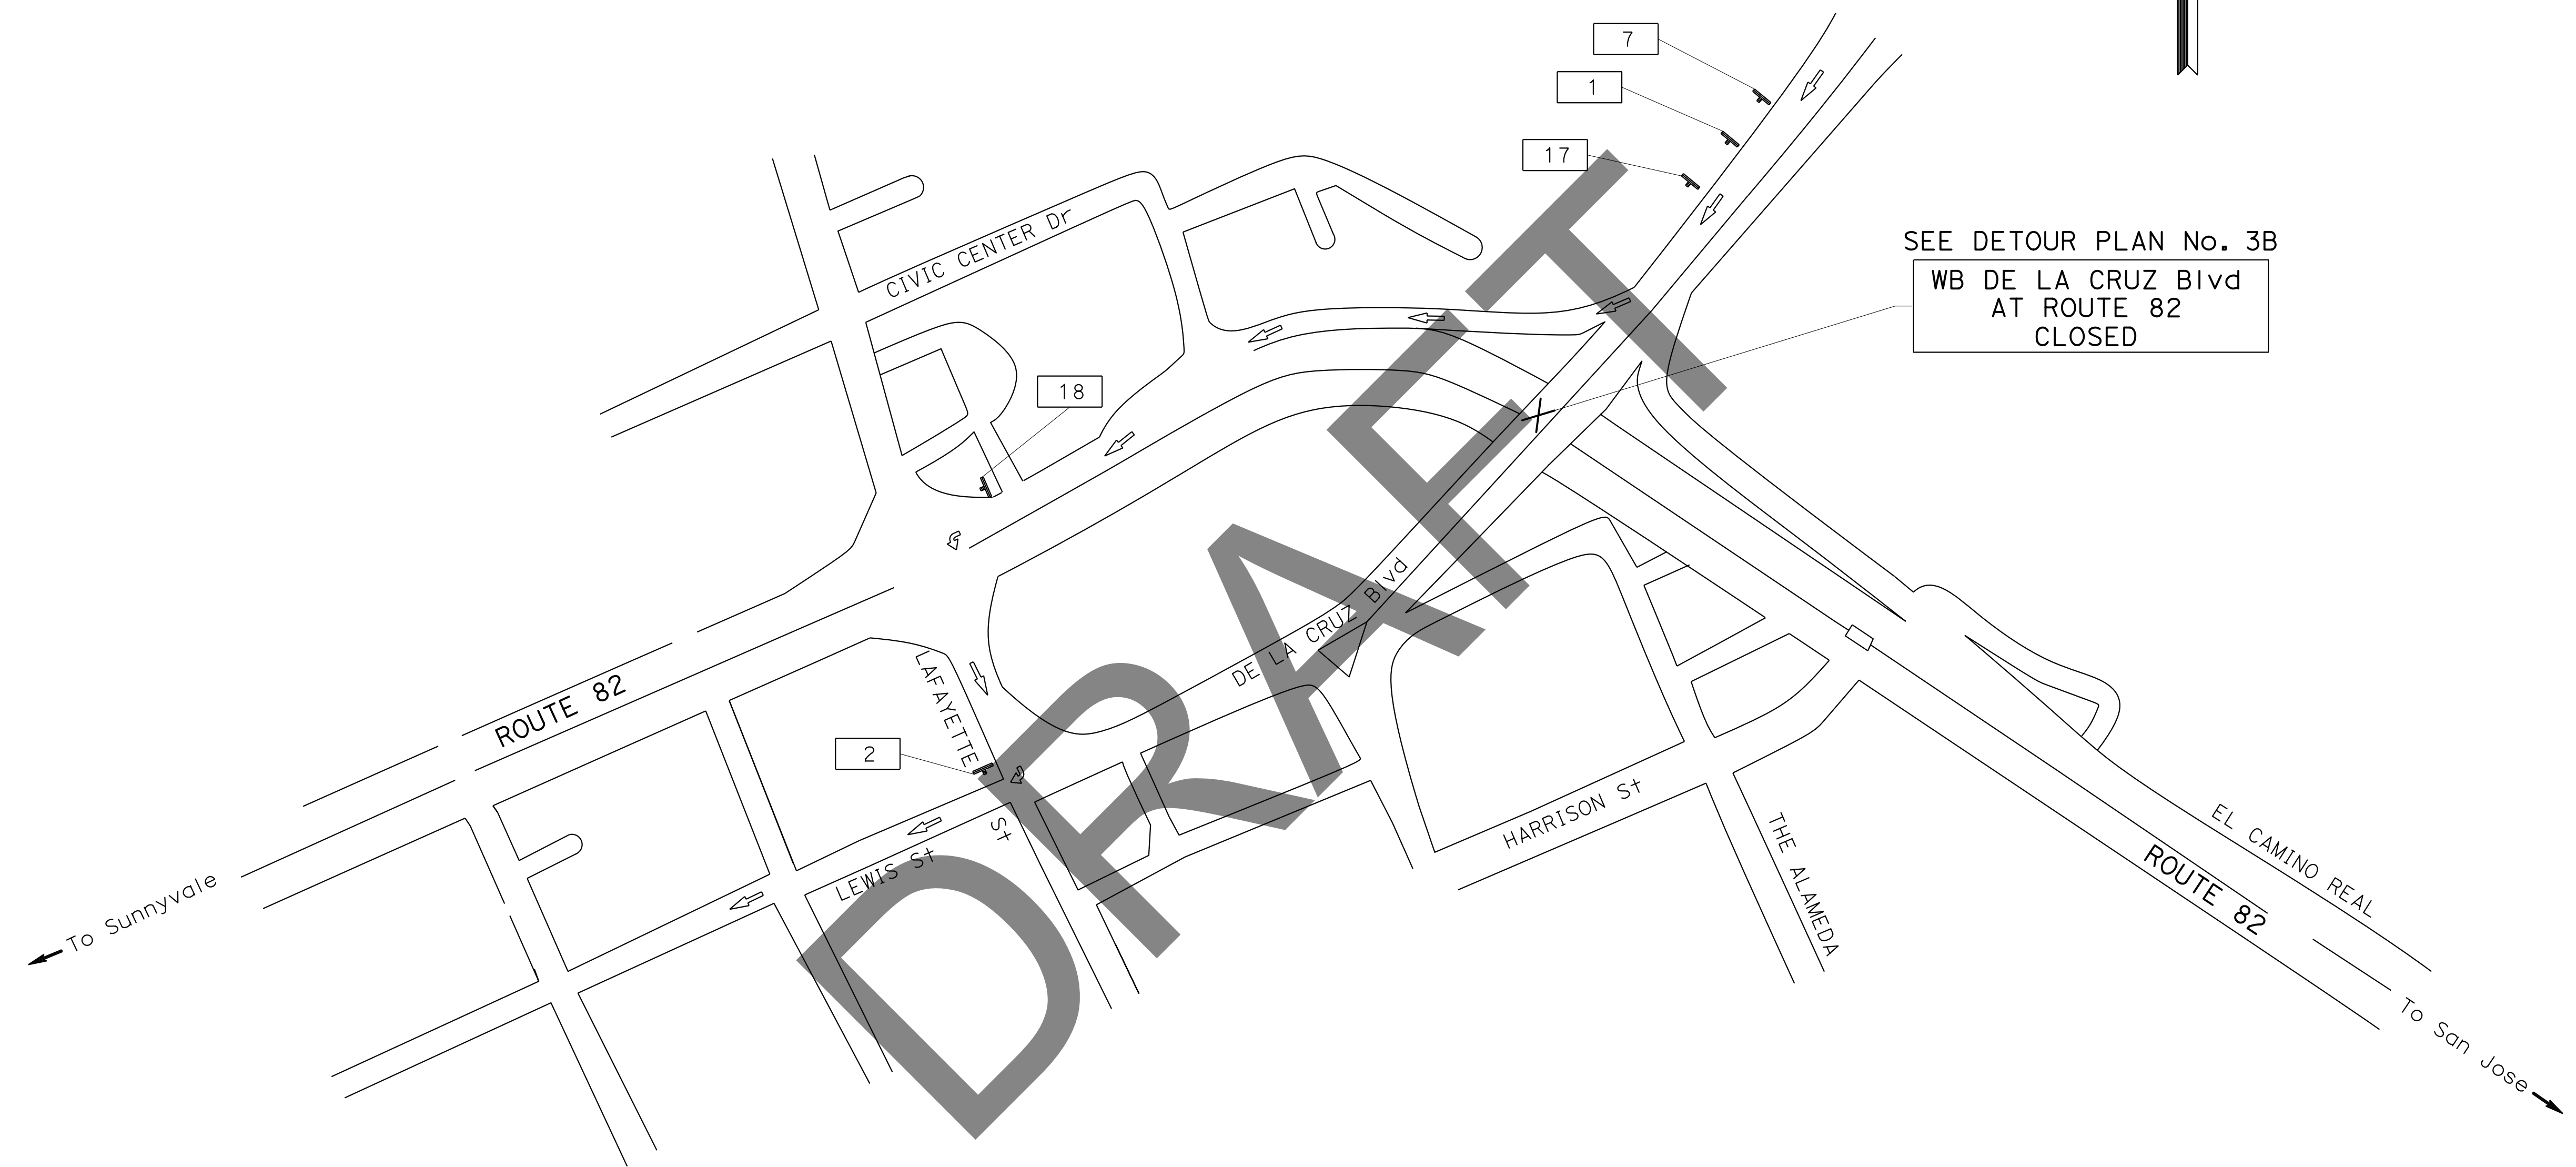 7
1
17
SEE DETOUR PLAN No. 3B
WB DE LA CRUZ Blvd
AT ROUTE 82
CLOSED
CIVIC CENTER Dr
18
DE LA CRUZ Blvd
ROUTE 82
LAFAYETTE
St
2
LEWIS St
HARRISON St
THE ALAMEDA
EL CAMINO REAL
ROUTE 82
To Sunnyvale
To San Jose
DRAFT